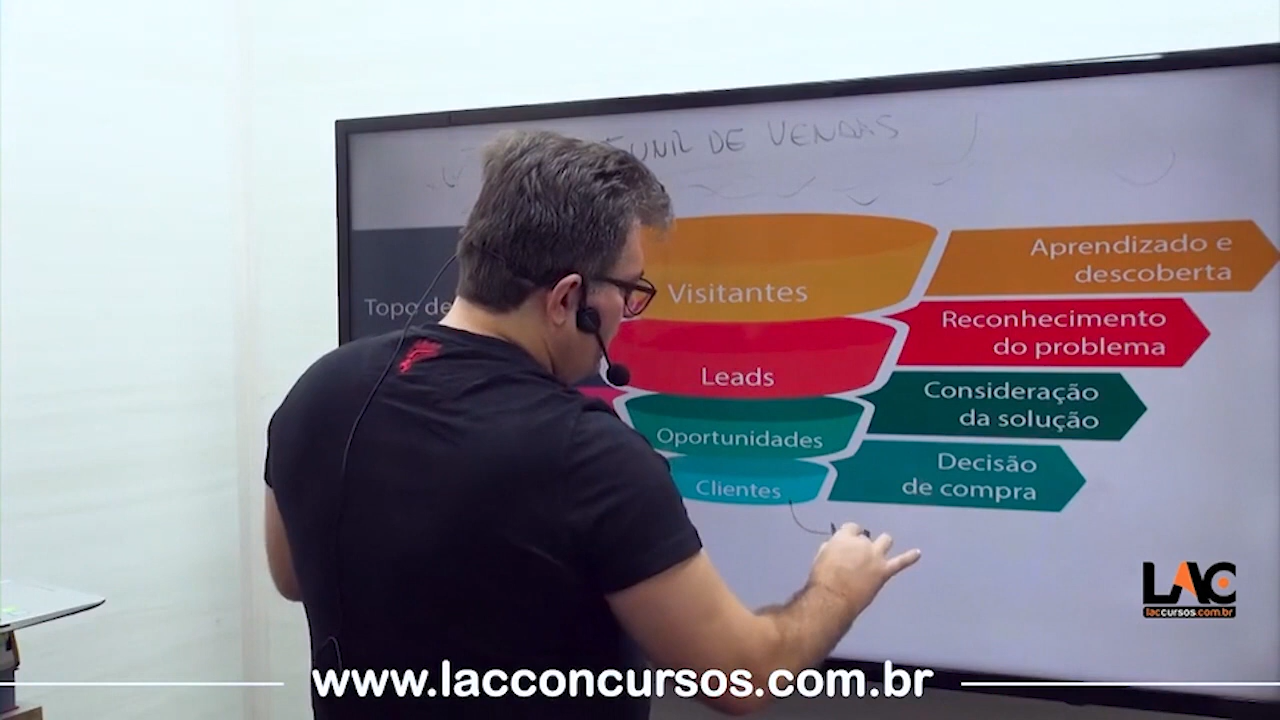 FUNIL DE VENDAS
Topo de
Visitantes
Aprendizado e
descoberta
Leads
Reconhecimento
do problema
Oportunidades
Consideração
da solução
Clientes
Decisão
de compra
LAC
laccursos.com.br
www.lacconcursos.com.br